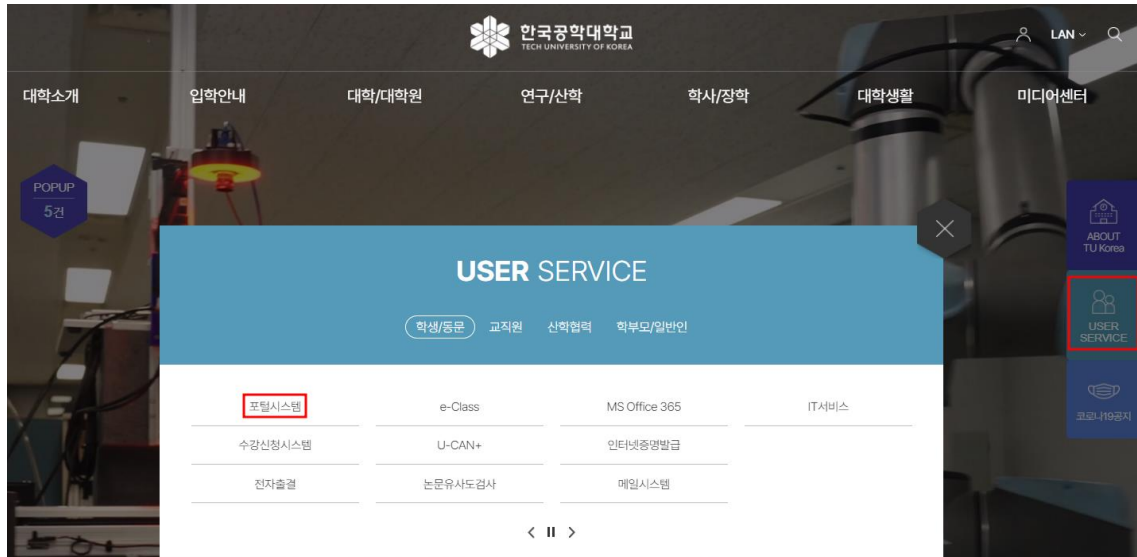 한국공학대학교
TECH UNIVERSITY OF KOREA
LAN
대학소개 입학안내 대학/대학원 연구/산학 학사/장학 대학생활 미디어센터
POPUP
5건
ABOUT
TU Korea
USER
SERVICE
코로나19공지
USER SERVICE
학생/동문 교직원 산학협력 학부모/일반인
포털시스템 e-Class MS Office 365 IT서비스
수강신청시스템 U-CAN+ 인터넷증명발급
전자출결 논문유사도검사 메일시스템